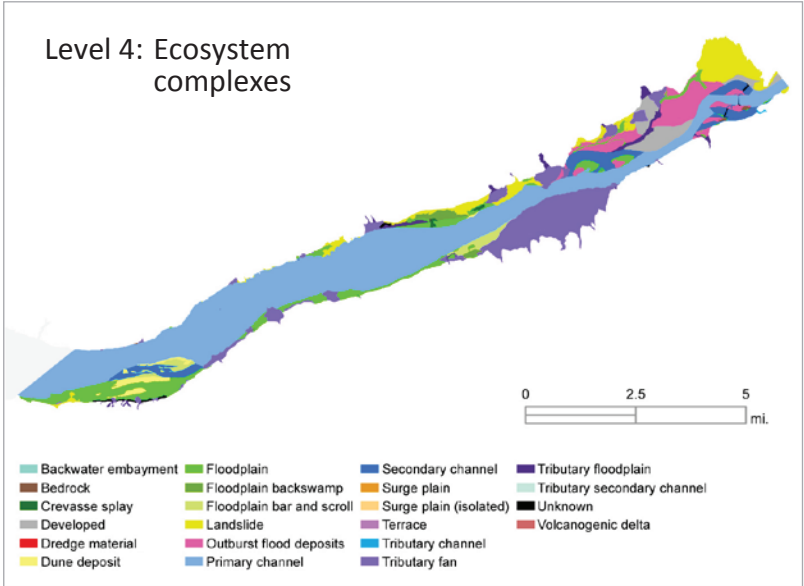 Level 4: Ecosystem
complexes
0 2.5 5
mi.
Backwater embayment
Bedrock
Crevasse splay
Developed
Dredge material
Dune deposit
Floodplain
Floodplain backswamp
Floodplain bar and scroll
Landslide
Outburst flood deposits
Primary channel
Secondary channel
Surge plain
Surge plain (isolated)
Terrace
Tributary channel
Tributary fan
Tributary floodplain
Tributary secondary channel
Unknown
Volcanogenic delta